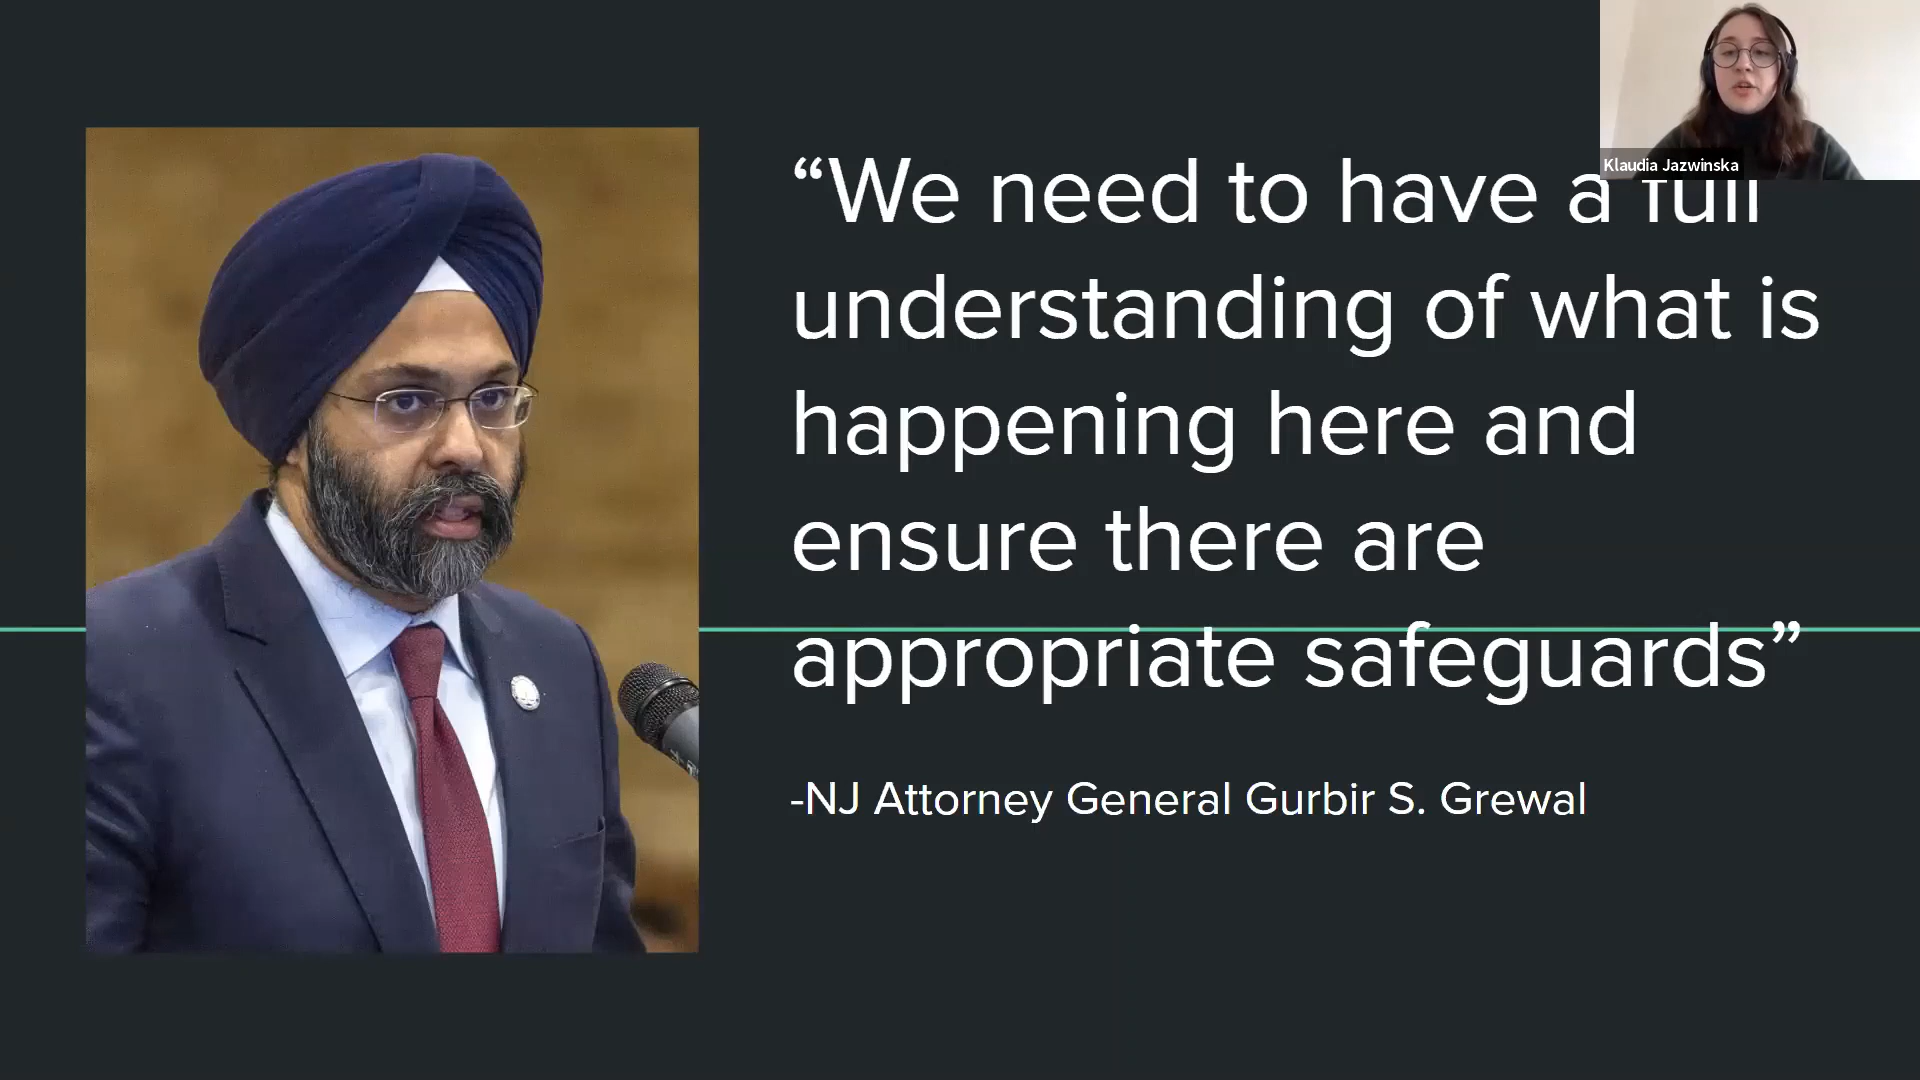 Klaudia Jazwinska
“We need to have a full
understanding of what is
happening here and
ensure there are
appropriate safeguards”
-NJ Attorney General Gurbir S. Grewal